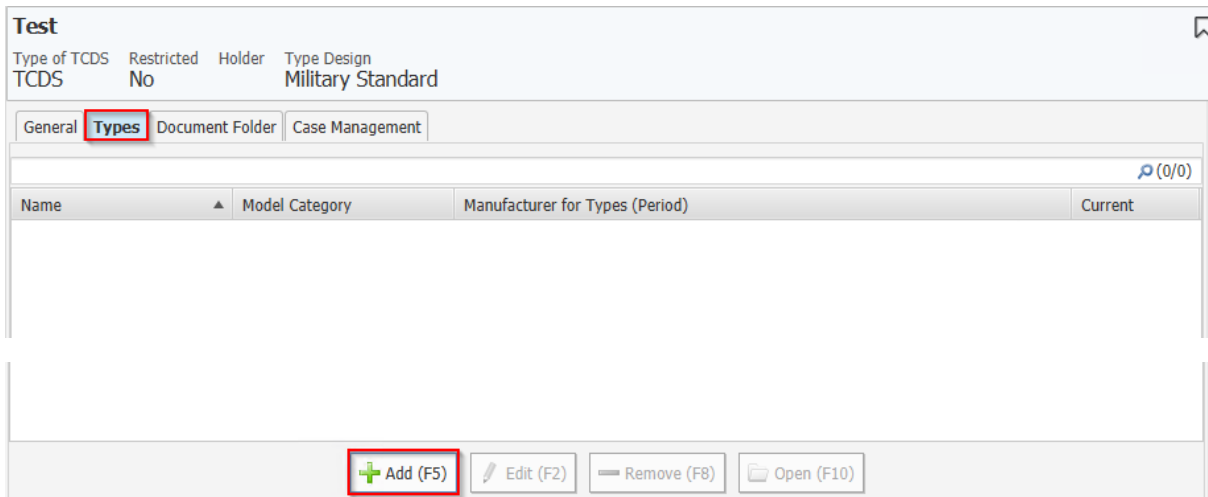 Test
Type of TCDS Restricted Holder Type Design
TCDS No Military Standard
General Types Document Folder Case Management
(0/0)
Name Model Category Manufacturer for Types (Period) Current
Add (F5) Edit (F2) Remove (F8) Open (F10)